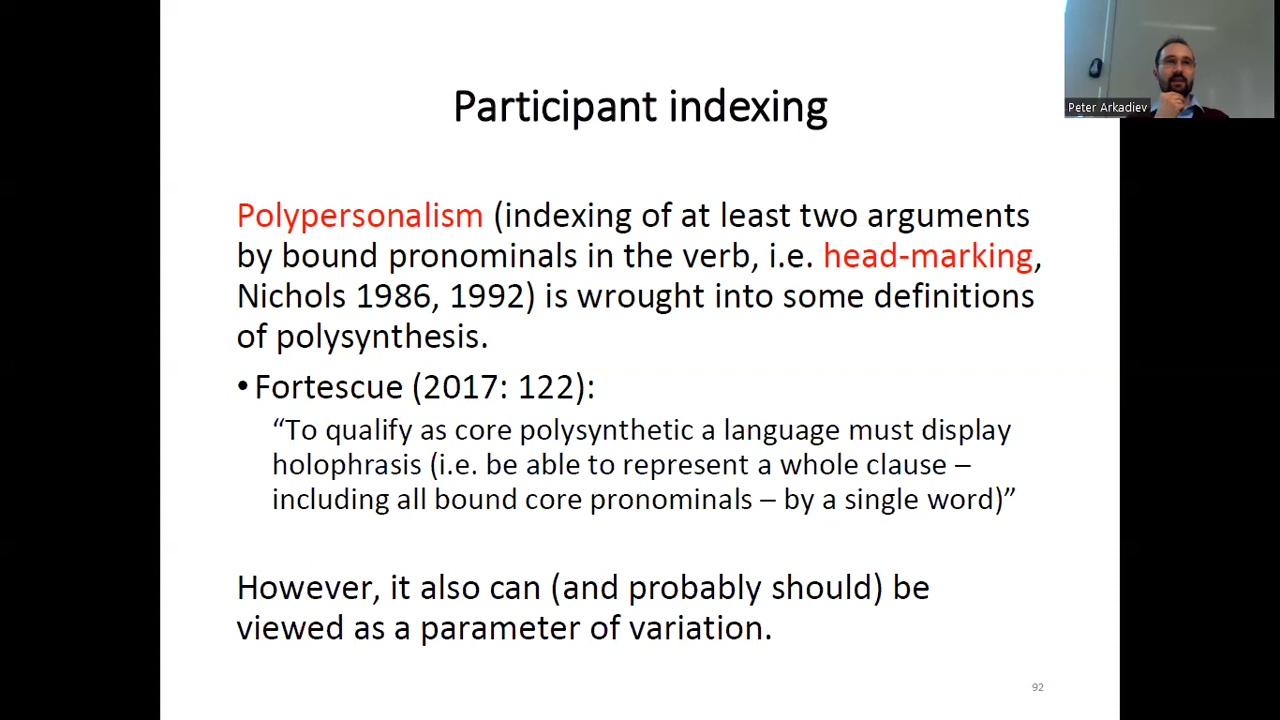 Participant indexing
Peter Arkadiev
Polypersonalism (indexing of at least two arguments
by bound pronominals in the verb, i.e. head-marking,
Nichols 1986, 1992) is wrought into some definitions
of polysynthesis.
• Fortescue (2017: 122):
“To qualify as core polysynthetic a language must display
holophrasis (i.e. be able to represent a whole clause –
including all bound core pronominals – by a single word)”
However, it also can (and probably should) be
viewed as a parameter of variation.
92